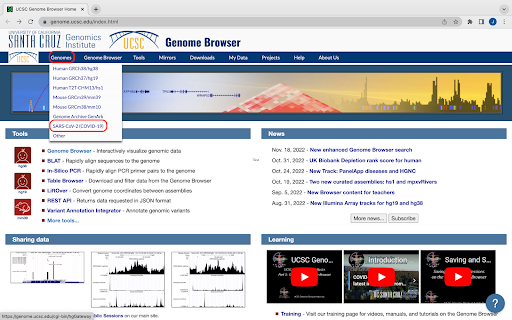 UCSC Genome Browser Home
genome.ucsc.edu/index.html
UNIVERSITY OF CALIFORNIA
SANTA CRUZ
Genomics
Institute
UCSC
Genome Browser
Genomes Genome Browser Tools Mirrors Downloads My Data Projects Help About Us
Human GRCh38/hg38
Human GRCh37/hg19
Human T2T-CHM13/hs1
Mouse GRCm39/mm39
Mouse GRCm38/mm10
Genome Archive GenArk
SARS-CoV-2 (COVID-19)
Other
Tools
Genome Browser - Interactively visualize genomic data
BLAT - Rapidly align sequences to the genome
In-Silico PCR - Rapidly align PCR primer pairs to the genome
Table Browser - Download and filter data from the Genome Browser
LiftOver - Convert genome coordinates between assemblies
REST API - Returns data requested in JSON format
Variant Annotation Integrator - Annotate genomic variants
More tools...
News
Nov. 18, 2022 - New enhanced Genome Browser search
Oct. 31, 2022 - UK Biobank Depletion rank score for human
Oct. 24, 2022 - New Track: PanelApp and HGNC
Oct. 13, 2022 - Two new curated assemblies: hs1 and mpxvRivers
Sep. 5, 2022 - New Browser content for teachers
Aug. 31, 2022 - New Illumina Array tracks for hg19 and hg38
More news... Subscribe
Sharing data
Learning
UCSC Geno...
Introduction
COVID
latest in
UC SANTA CRUZ
Saving and S...
https://genome.ucsc.edu/cgi-bin/hgGateway
Public Sessions on our main site.
Training - Visit our training page for videos, manuals, and tutorials on the Genome Browser
?